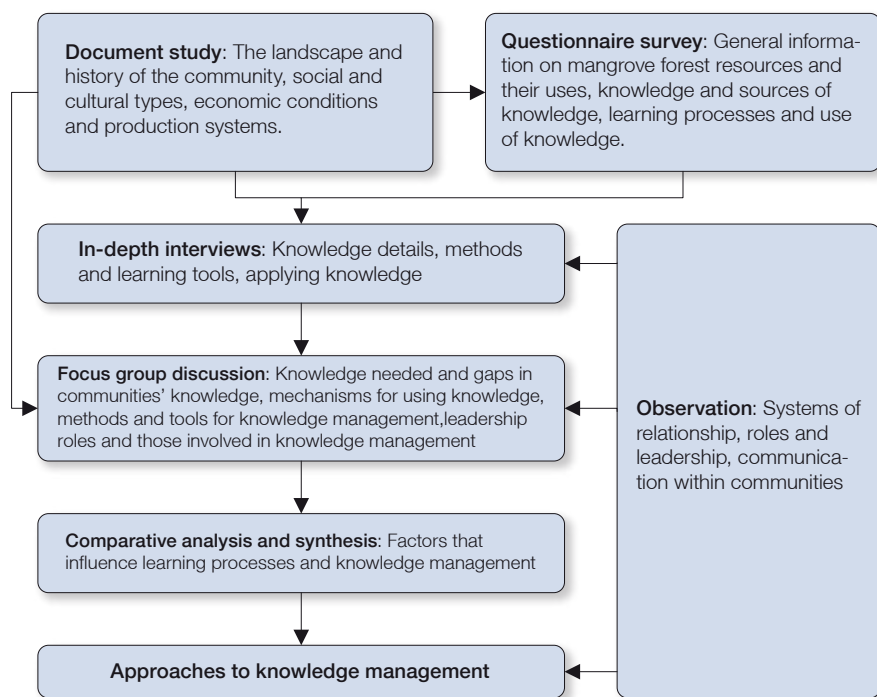 Document study: The landscape and
history of the community, social and
cultural types, economic conditions
and production systems.
Questionnaire survey: General informa-
tion on mangrove forest resources and
their uses, knowledge and sources of
knowledge, learning processes and use
of knowledge.
In-depth interviews: Knowledge details, methods
and learning tools, applying knowledge
Focus group discussion: Knowledge needed and gaps in
communities’ knowledge, mechanisms for using knowledge,
methods and tools for knowledge management,leadership
roles and those involved in knowledge management
Observation: Systems of
relationship, roles and
leadership, communica-
tion within communities
Comparative analysis and synthesis: Factors that
influence learning processes and knowledge management
Approaches to knowledge management